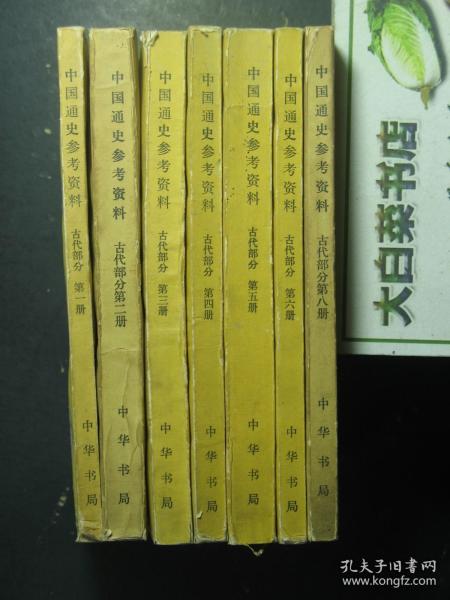 中国通史参考资料 古代部分 第一册 中华书局
中国通史参考资料 古代部分第二册 中华书局
中国通史参考资料 古代部分 第三册 中华书局
中国通史参考资料 古代部分 第四册 中华书局
中国通史参考资料 古代部分 第五册 中华书局
中国通史参考资料 古代部分 第六册 中华书局
中国通史参考资料 古代部分第八册 中华书局
大白菜书店
孔夫子旧书网
www.kongfz.com